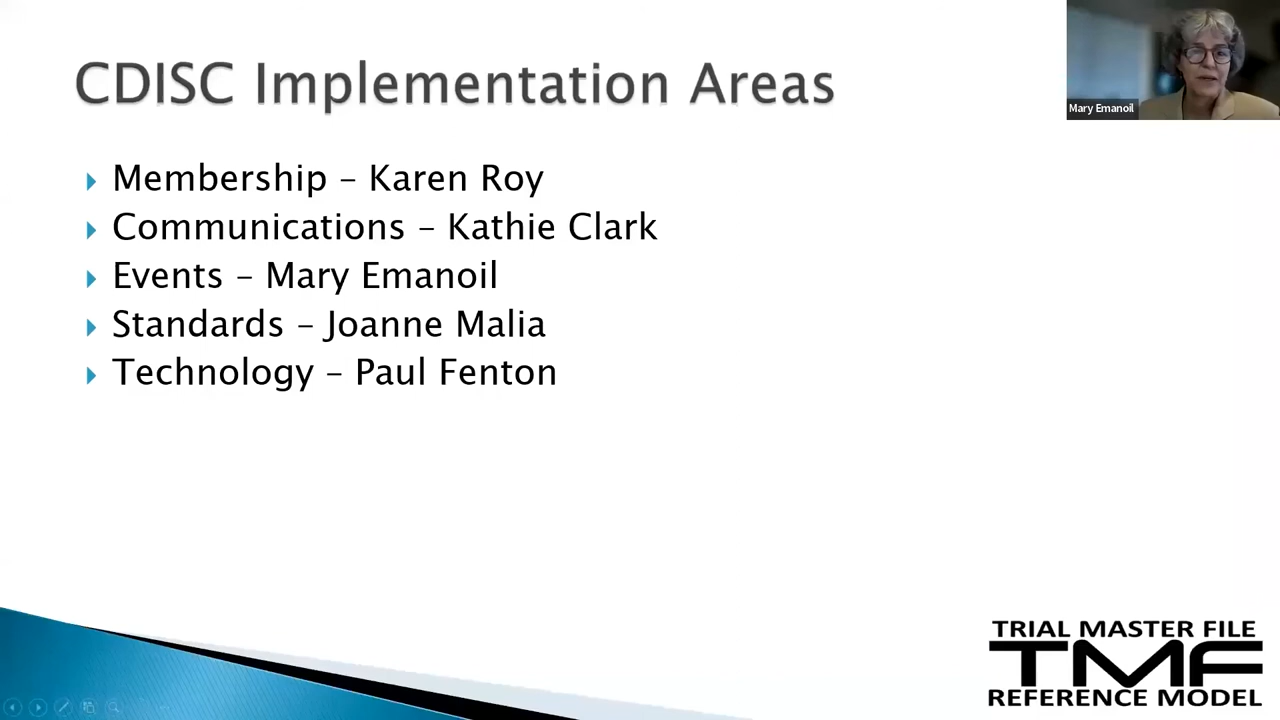 CDISC Implementation Areas
Mary Emanoil
Membership – Karen Roy
Communications – Kathie Clark
Events – Mary Emanoil
Standards – Joanne Malia
Technology – Paul Fenton
TRIAL MASTER FILE
TMF
REFERENCE MODEL